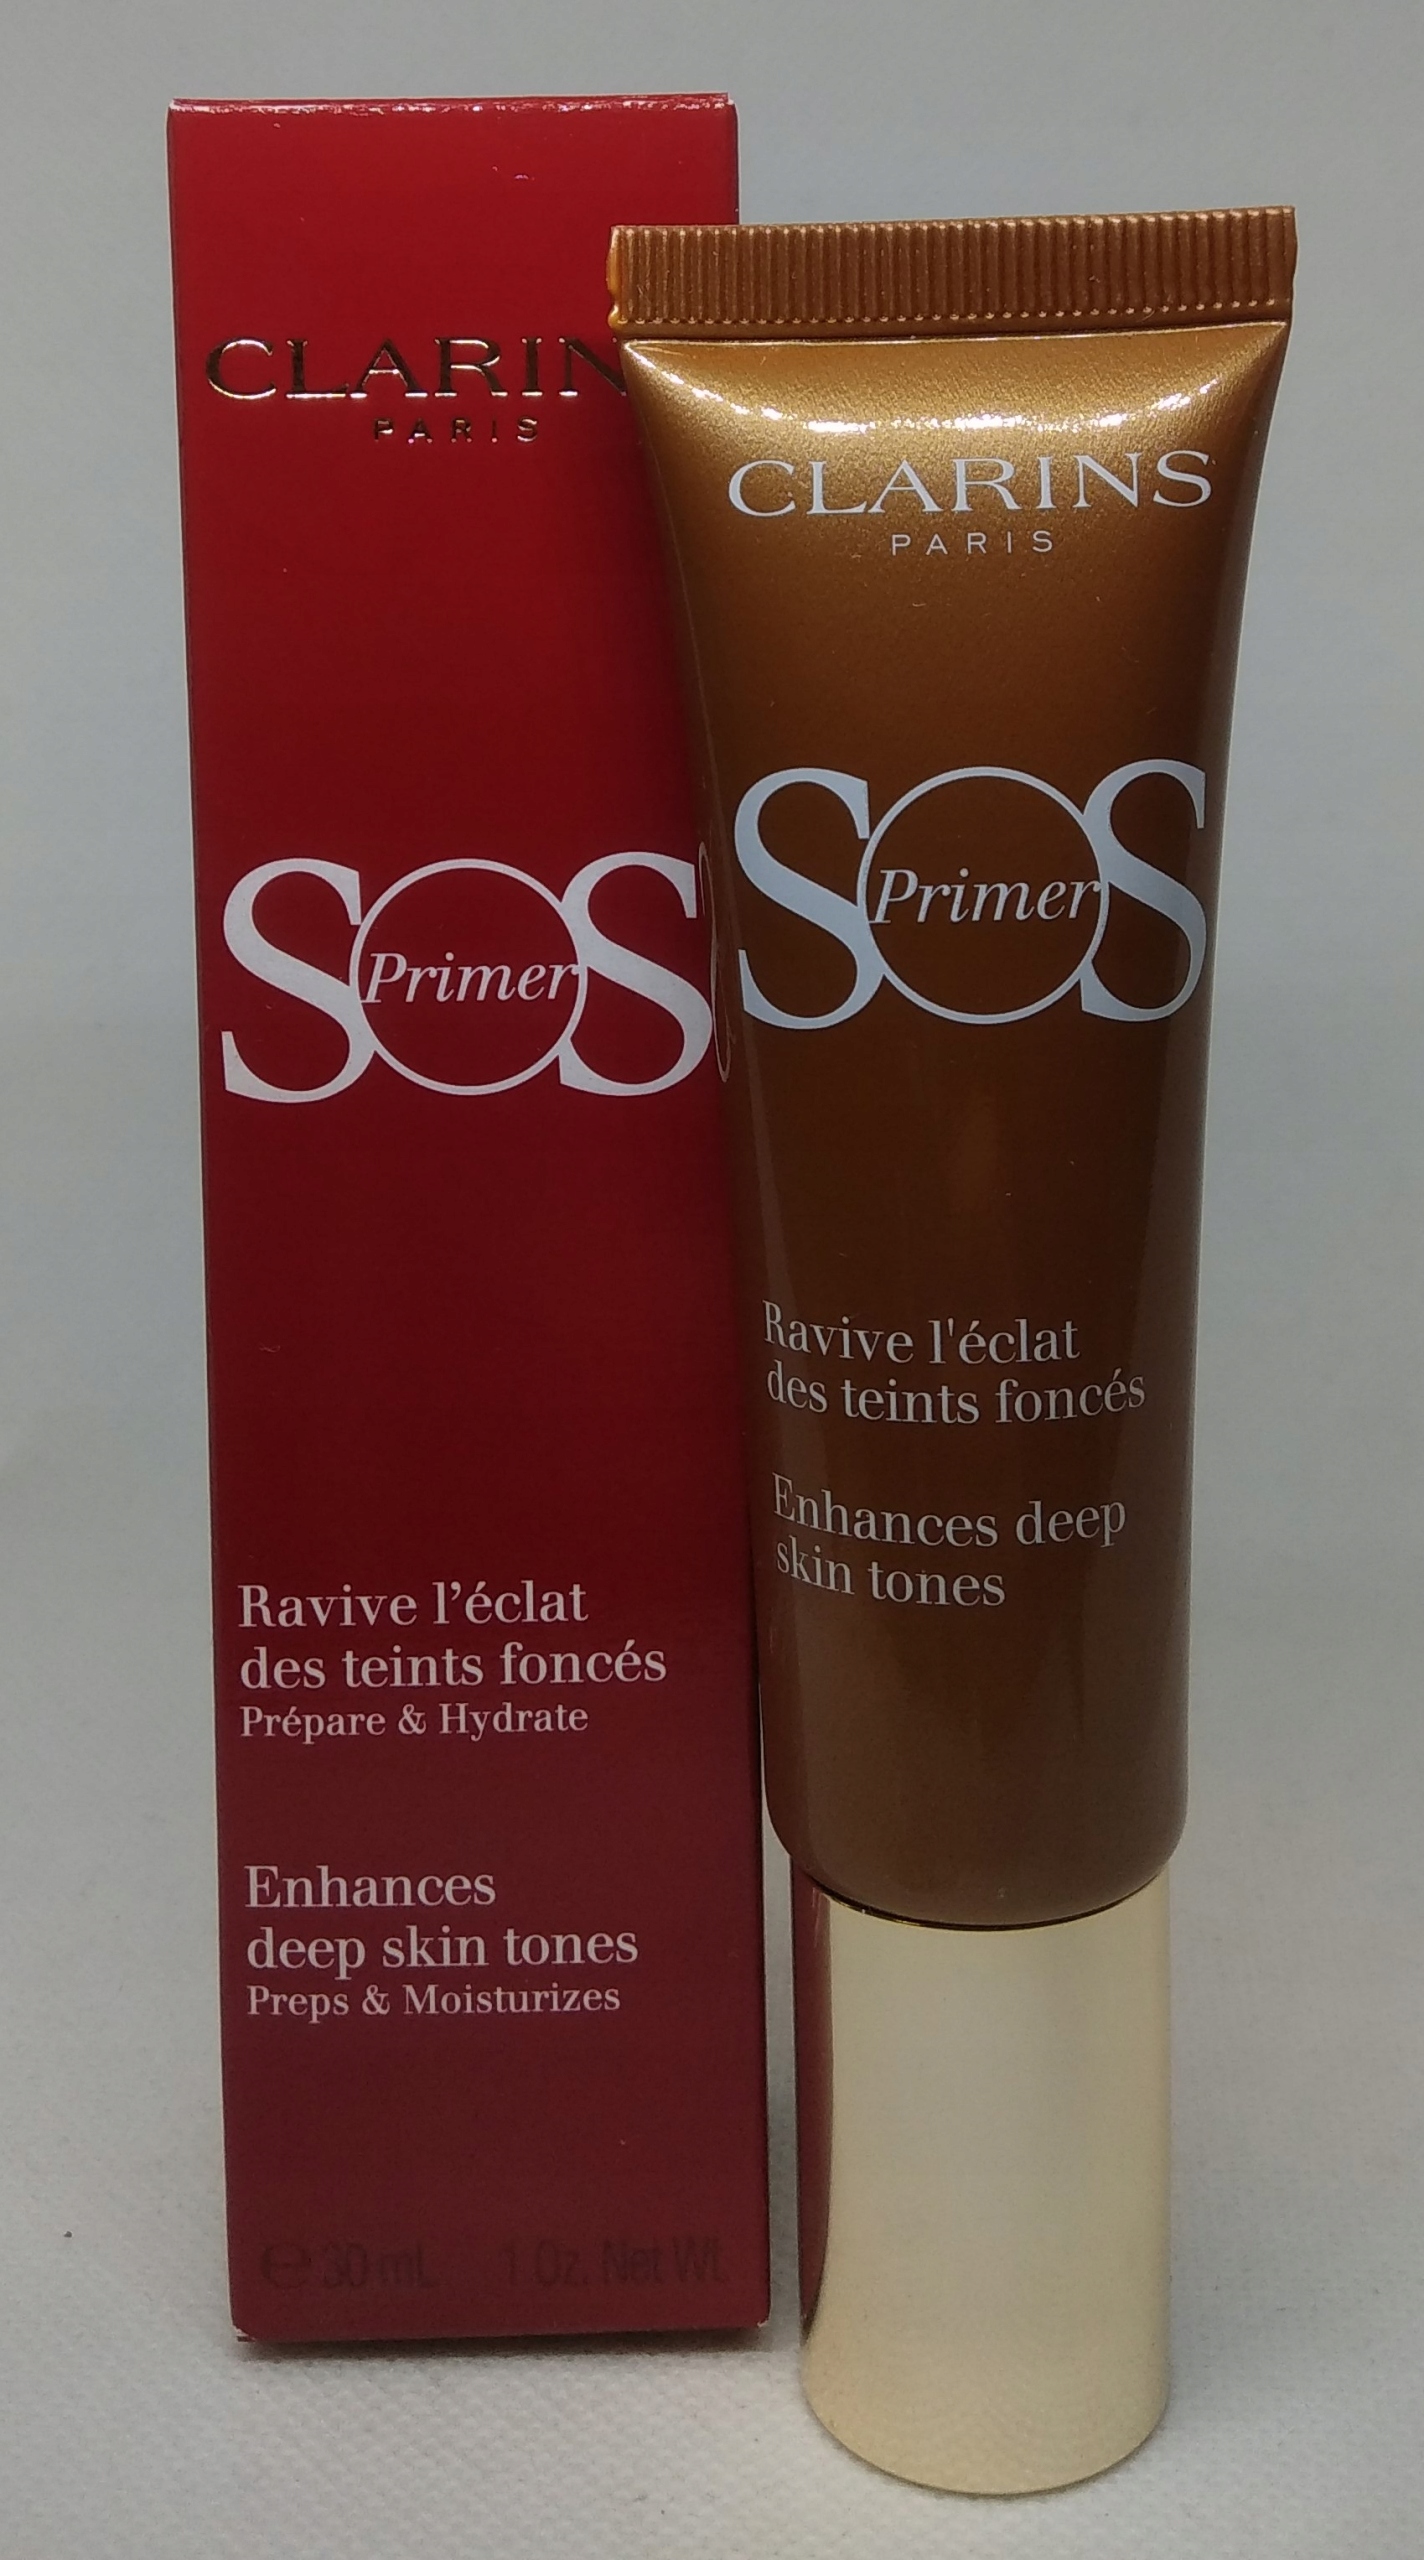 CLARIN
PARIS
SOS
Primer
Ravive l’éclat
des teints foncés
Prépare & Hydrate
Enhances
deep skin tones
Preps & Moisturizes
℮ 30 mL 1 Oz. Net Wt.
CLARINS
PARIS
SOS
Primer
Ravive l'éclat
des teints foncés
Enhances deep
skin tones